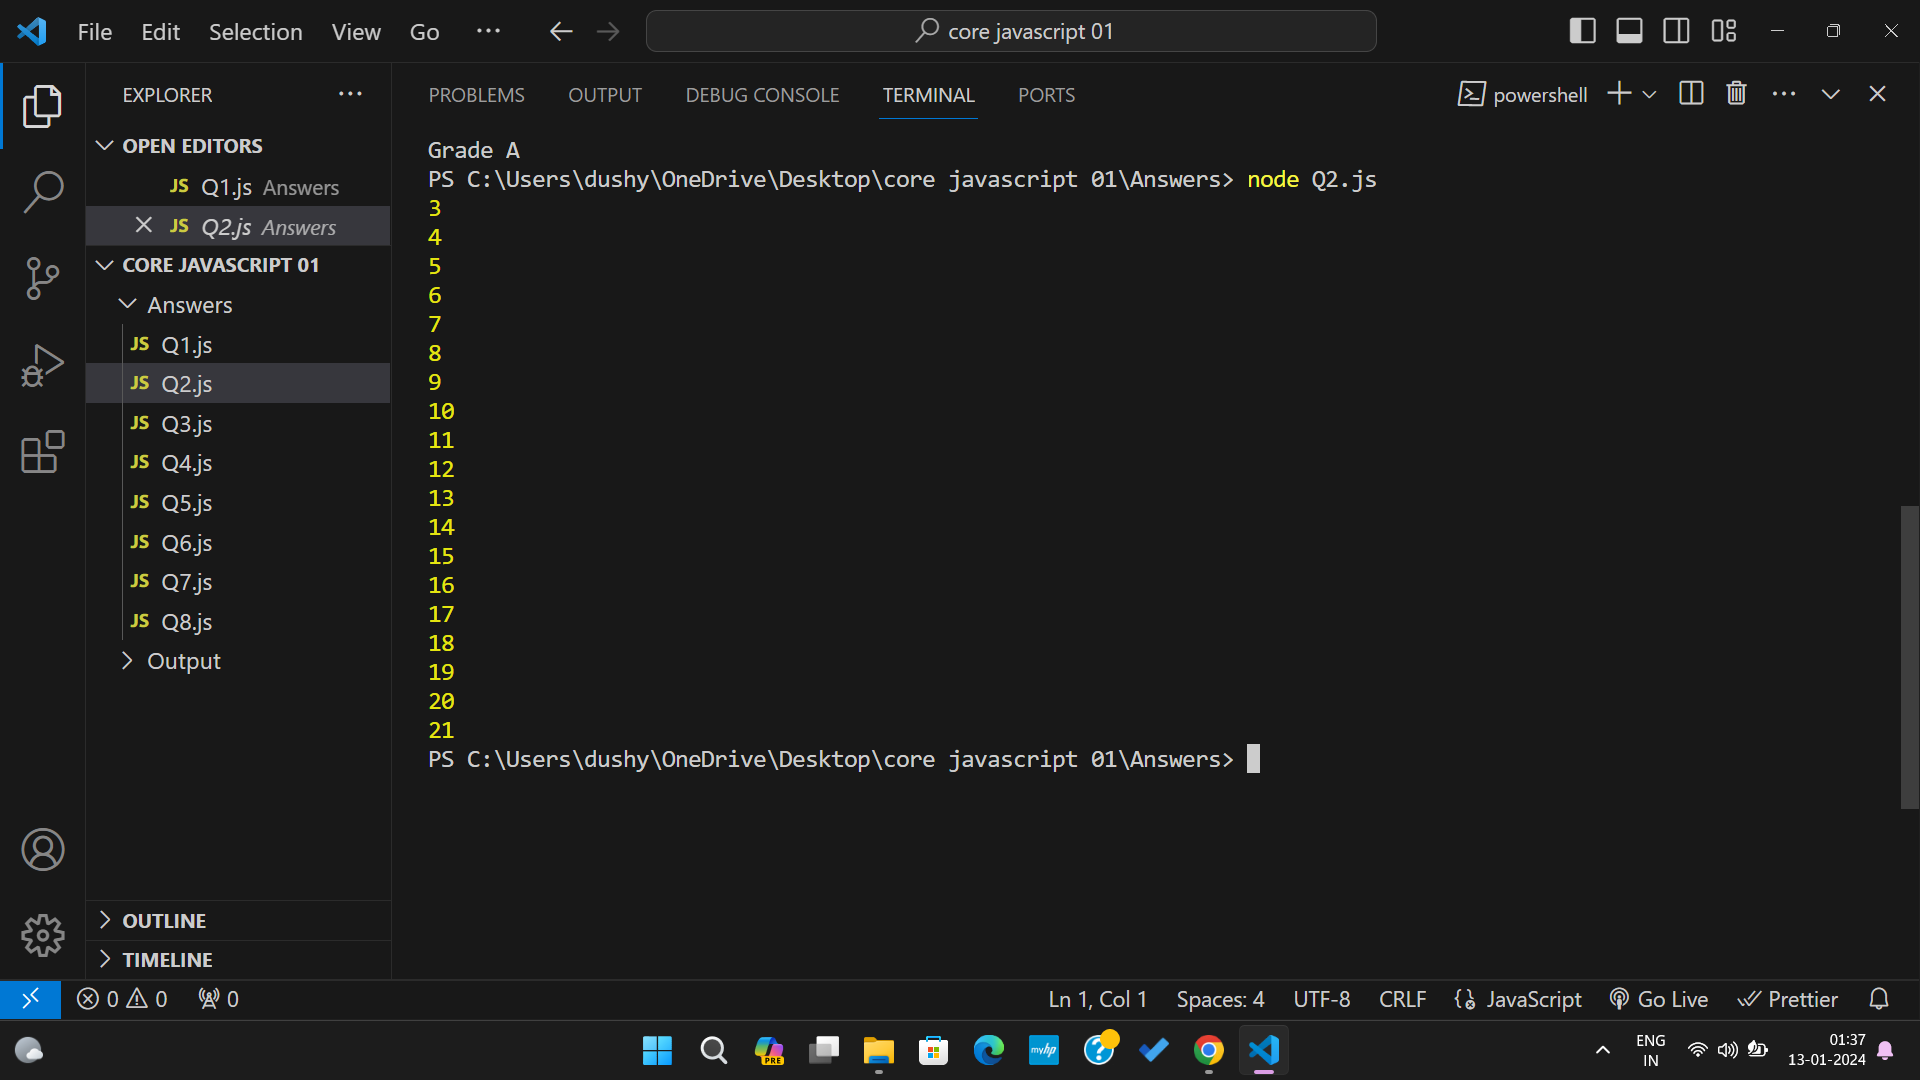 File Edit Selection View Go ··· core javascript 01
EXPLORER ···
PROBLEMS OUTPUT DEBUG CONSOLE TERMINAL PORTS powershell ···
OPEN EDITORS
JS Q1.js Answers
JS Q2.js Answers
CORE JAVASCRIPT 01
Answers
JS Q1.js
JS Q2.js
JS Q3.js
JS Q4.js
JS Q5.js
JS Q6.js
JS Q7.js
JS Q8.js
Output
OUTLINE
TIMELINE
Grade A
PS C:\Users\dushy\OneDrive\Desktop\core javascript 01\Answers> node Q2.js
3
4
5
6
7
8
9
10
11
12
13
14
15
16
17
18
19
20
21
PS C:\Users\dushy\OneDrive\Desktop\core javascript 01\Answers>
0 0 0 Ln 1, Col 1 Spaces: 4 UTF-8 CRLF JavaScript Go Live Prettier
PRE myhp ? ENG
IN
01:37
13-01-2024